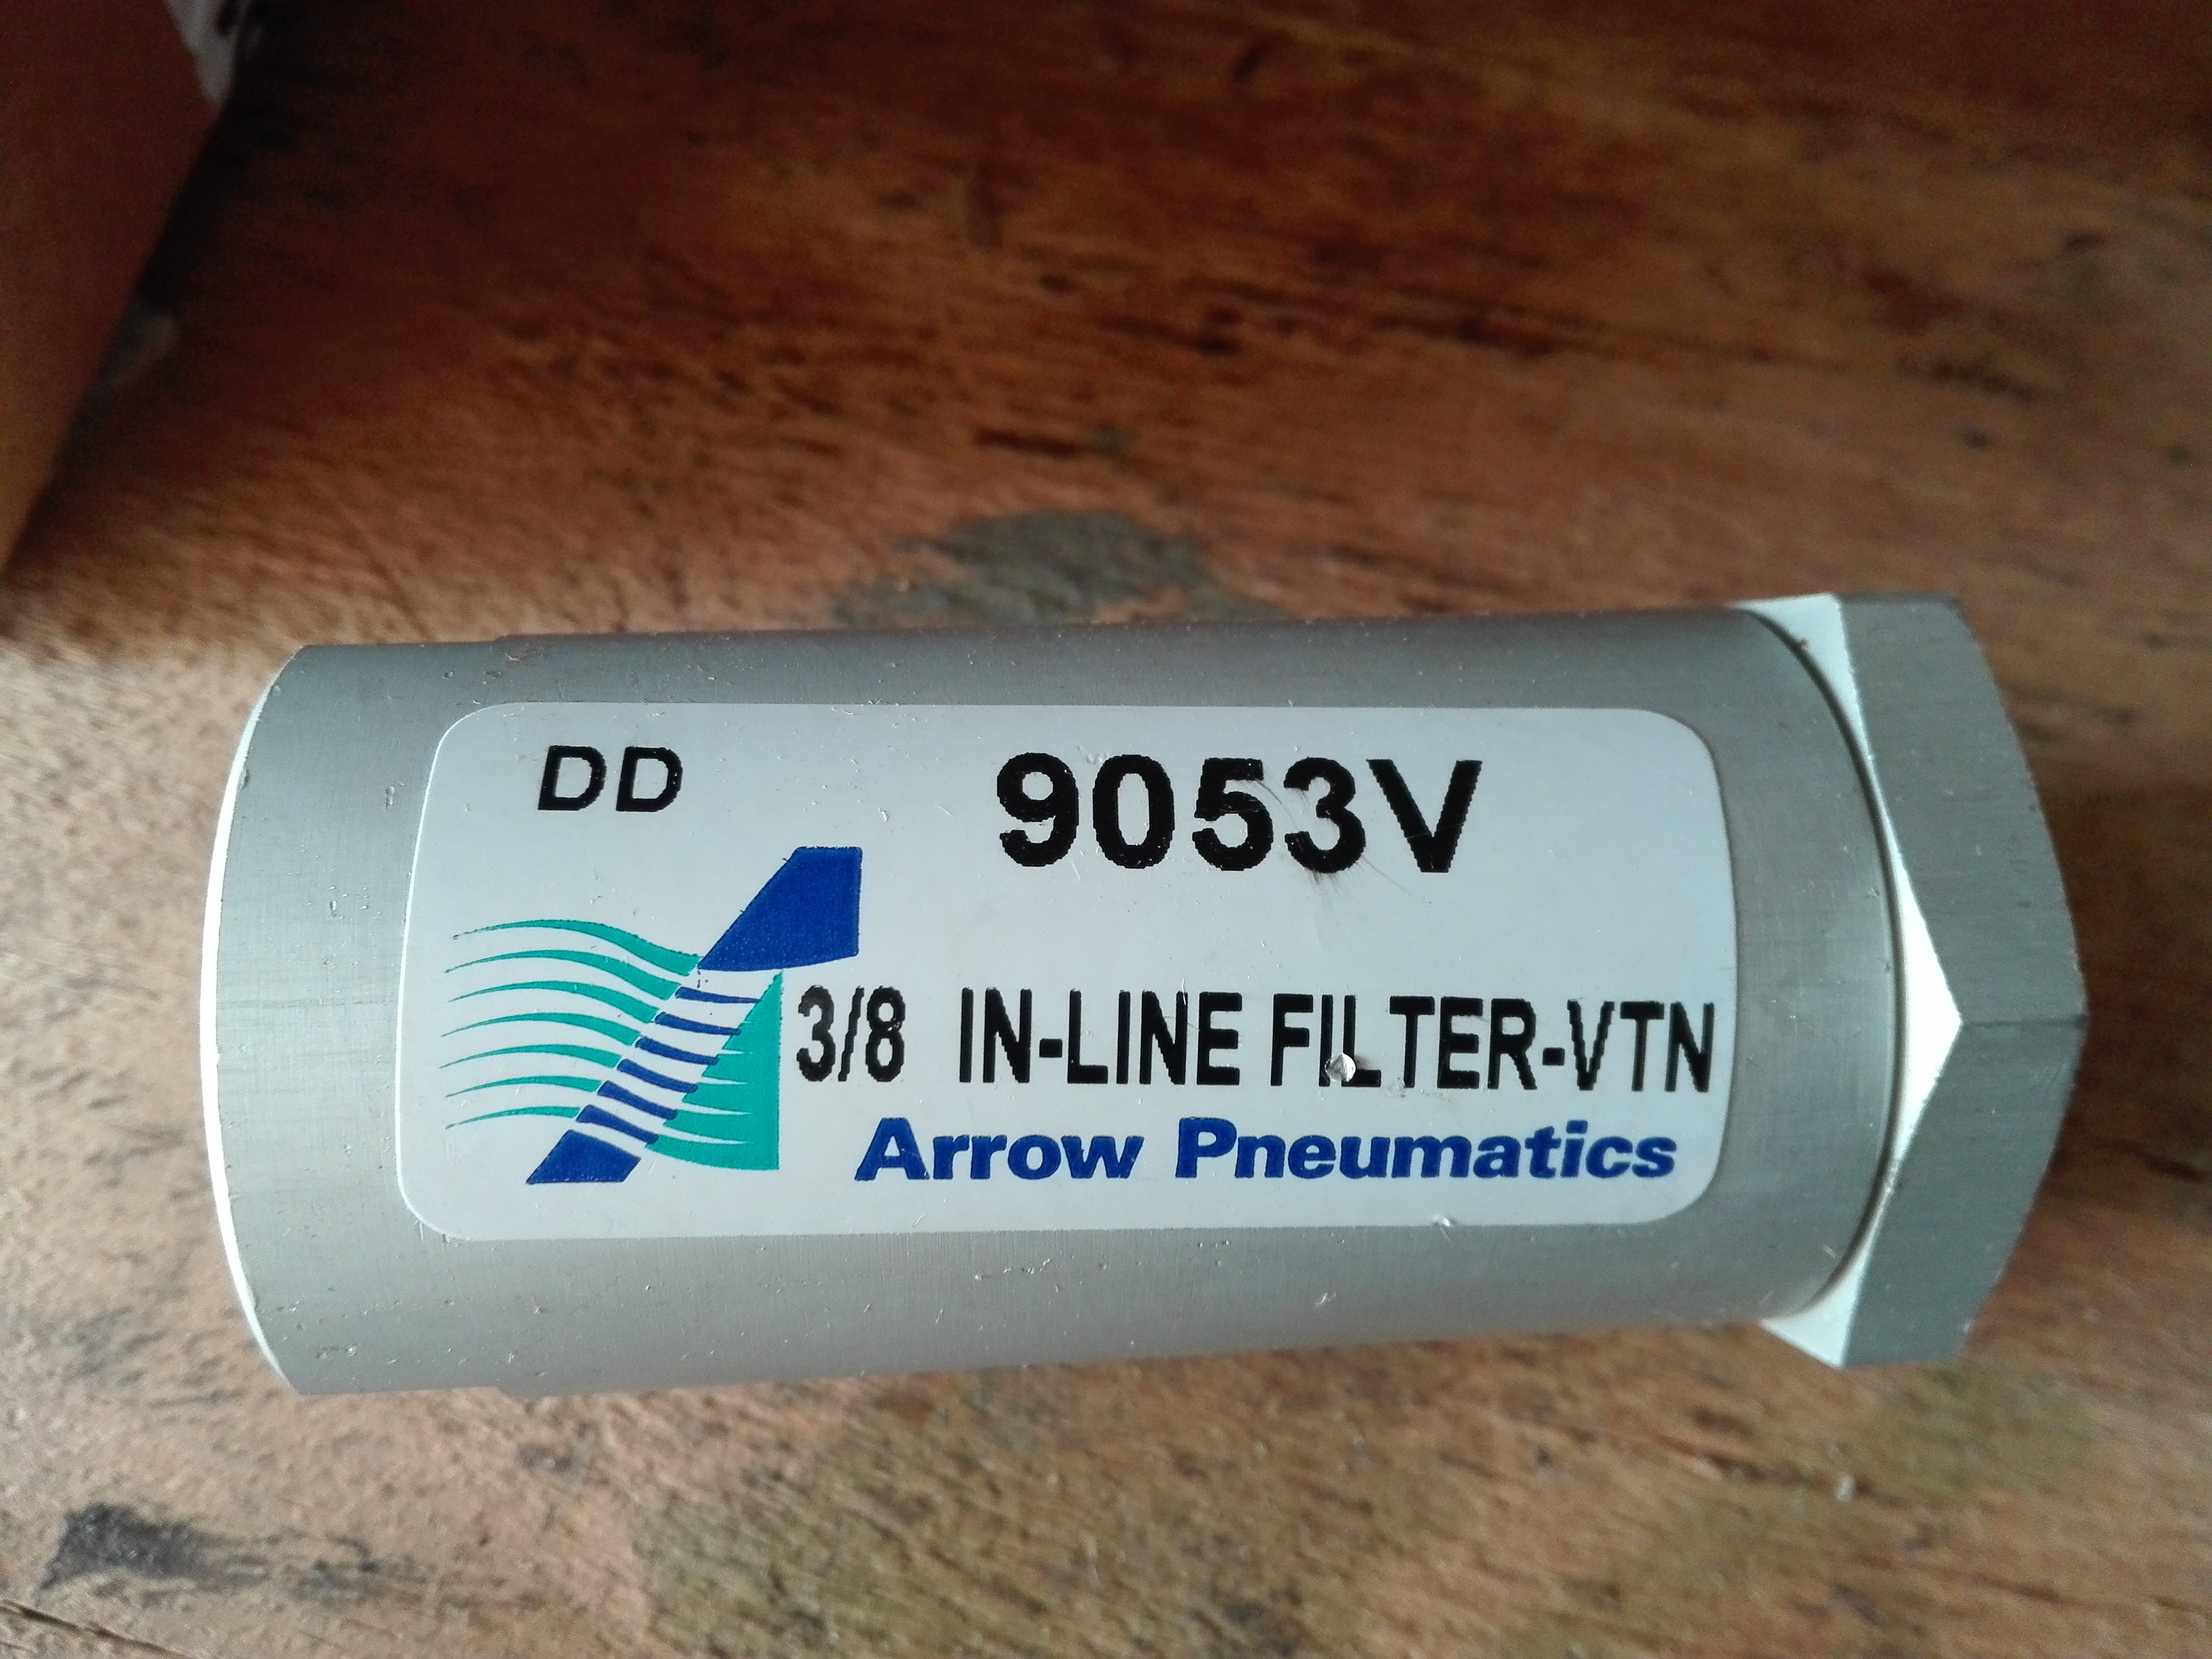 DD 9053V
3/8 IN-LINE FILTER-VTN
Arrow Pneumatics